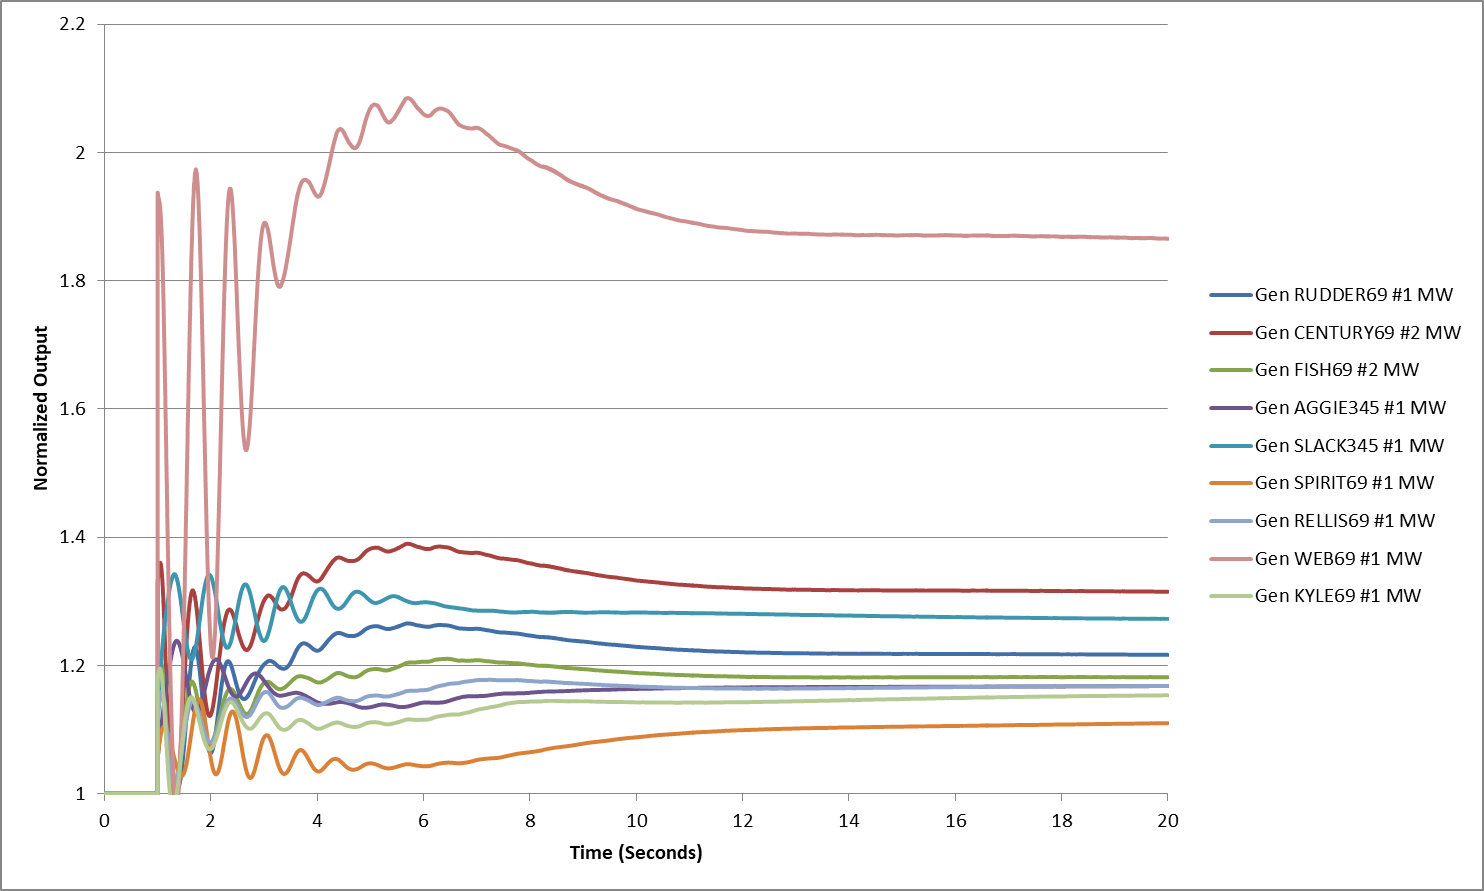 2.2
2
1.8
1.6
1.4
1.2
1
Normalized Output
0 2 4 6 8 10 12 14 16 18 20
Time (Seconds)
Gen RUDDER69 #1 MW
Gen CENTURY69 #2 MW
Gen FISH69 #2 MW
Gen AGGIE345 #1 MW
Gen SLACK345 #1 MW
Gen SPIRIT69 #1 MW
Gen RELLIS69 #1 MW
Gen WEB69 #1 MW
Gen KYLE69 #1 MW